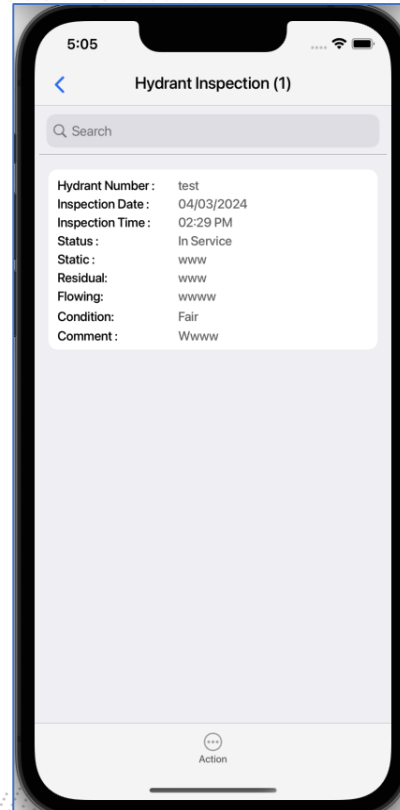 5:05
Hydrant Inspection (1)
Search
Hydrant Number : test
Inspection Date : 04/03/2024
Inspection Time : 02:29 PM
Status : In Service
Static : www
Residual: www
Flowing: wwww
Condition: Fair
Comment : Wwww
Action